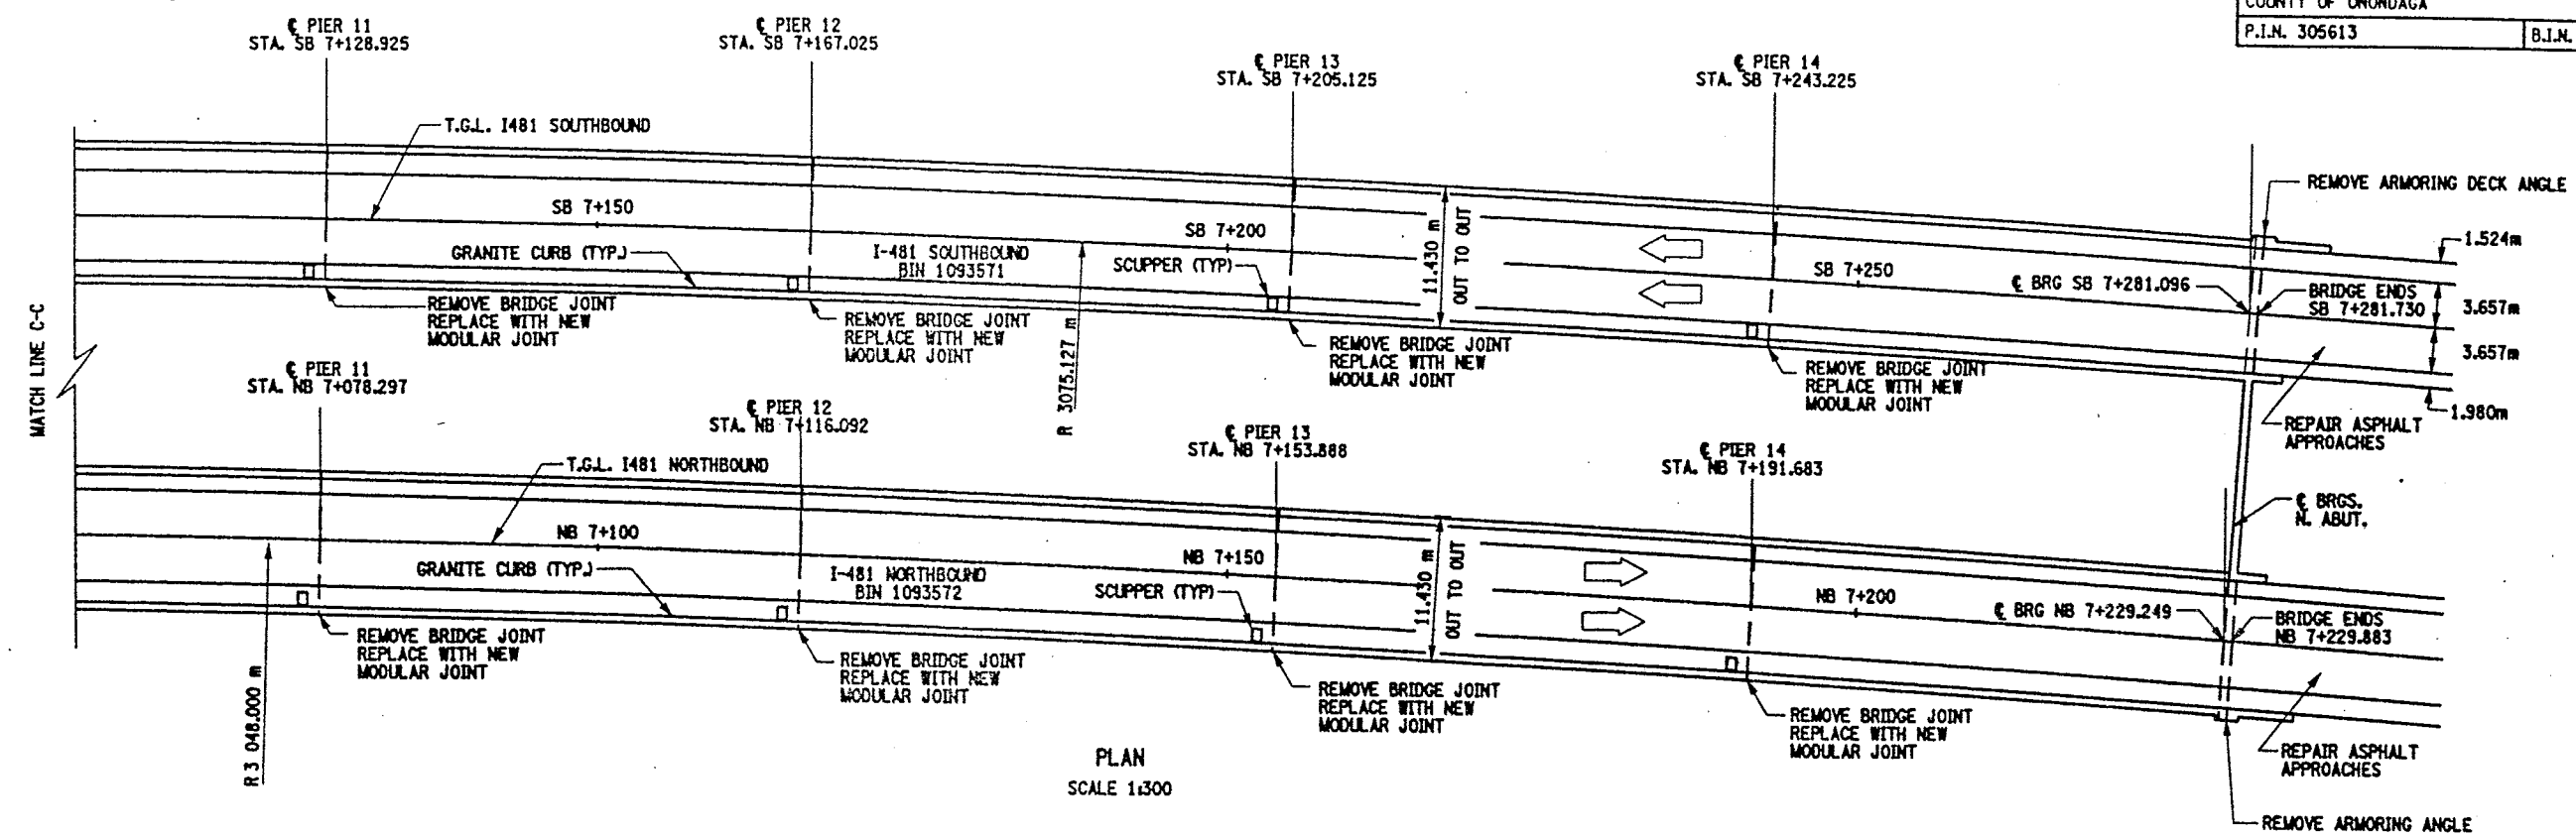 COUNTY OF ONONDAGA
P.I.N. 305613
B.I.N.
℄ PIER 11
STA. SB 7+128.925
℄ PIER 12
STA. SB 7+167.025
℄ PIER 13
STA. SB 7+205.125
℄ PIER 14
STA. SB 7+243.225
T.G.L. I481 SOUTHBOUND
REMOVE ARMORING DECK ANGLE
SB 7+150
SB 7+200
GRANITE CURB (TYP.)
I-481 SOUTHBOUND
BIN 1093571
SCUPPER (TYP)
11.430 m
OUT TO OUT
SB 7+250
℄ BRG SB 7+281.096
BRIDGE ENDS
SB 7+281.730
1.524m
3.657m
3.657m
1.980m
REMOVE BRIDGE JOINT
REPLACE WITH NEW
MODULAR JOINT
REMOVE BRIDGE JOINT
REPLACE WITH NEW
MODULAR JOINT
REMOVE BRIDGE JOINT
REPLACE WITH NEW
MODULAR JOINT
REMOVE BRIDGE JOINT
REPLACE WITH NEW
MODULAR JOINT
REPAIR ASPHALT
APPROACHES
MATCH LINE C-C
R 3075.127 m
℄ PIER 11
STA. NB 7+078.297
℄ PIER 12
STA. NB 7+116.092
℄ PIER 13
STA. NB 7+153.888
℄ PIER 14
STA. NB 7+191.683
T.G.L. I481 NORTHBOUND
℄ BRGS.
N. ABUT.
NB 7+100
NB 7+150
GRANITE CURB (TYP.)
I-481 NORTHBOUND
BIN 1093572
SCUPPER (TYP)
11.430 m
OUT TO OUT
NB 7+200
℄ BRG NB 7+229.249
BRIDGE ENDS
NB 7+229.883
REMOVE BRIDGE JOINT
REPLACE WITH NEW
MODULAR JOINT
REMOVE BRIDGE JOINT
REPLACE WITH NEW
MODULAR JOINT
REMOVE BRIDGE JOINT
REPLACE WITH NEW
MODULAR JOINT
REMOVE BRIDGE JOINT
REPLACE WITH NEW
MODULAR JOINT
R 3 048.000 m
REPAIR ASPHALT
APPROACHES
PLAN
SCALE 1:300
REMOVE ARMORING ANGLE